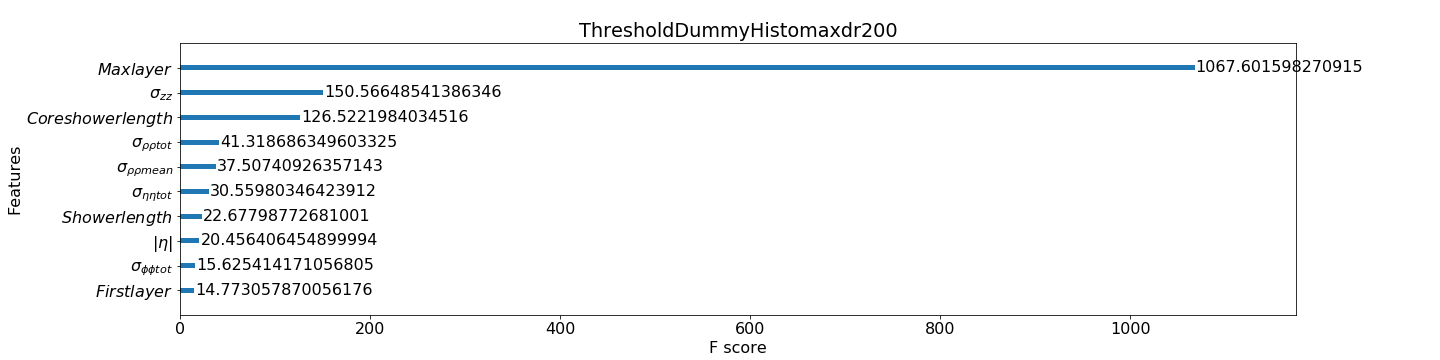 ThresholdDummyHistomaxdr200
Maxlayer 1067.601598270915
σzz 150.56648541386346
Coreshowerlength 126.5221984034516
σρρtot 41.318686349603325
σρρmean 37.50740926357143
σηηtot 30.55980346423912
Showerlength 22.67798772681001
|η| 20.456406454899994
σϕϕtot 15.625414171056805
Firstlayer 14.773057870056176
Features
0 200 400 600 800 1000
F score